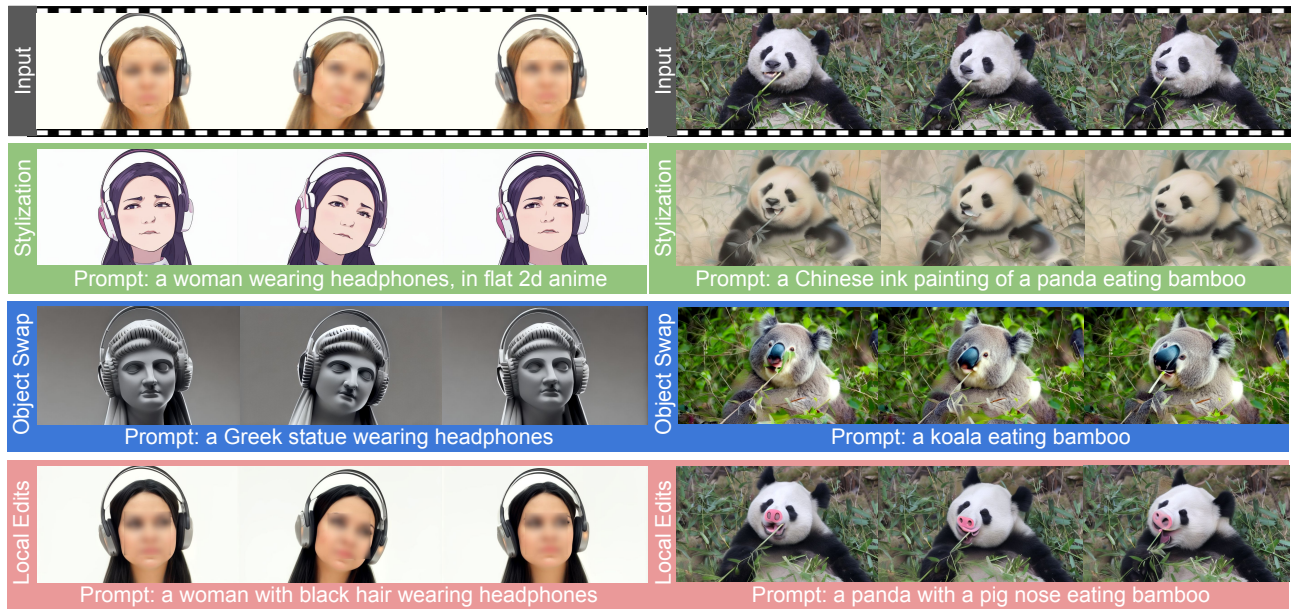 Input
Input
Stylization
Prompt: a woman wearing headphones, in flat 2d anime
Stylization
Prompt: a Chinese ink painting of a panda eating bamboo
Object Swap
Prompt: a Greek statue wearing headphones
Object Swap
Prompt: a koala eating bamboo
Local Edits
Prompt: a woman with black hair wearing headphones
Local Edits
Prompt: a panda with a pig nose eating bamboo